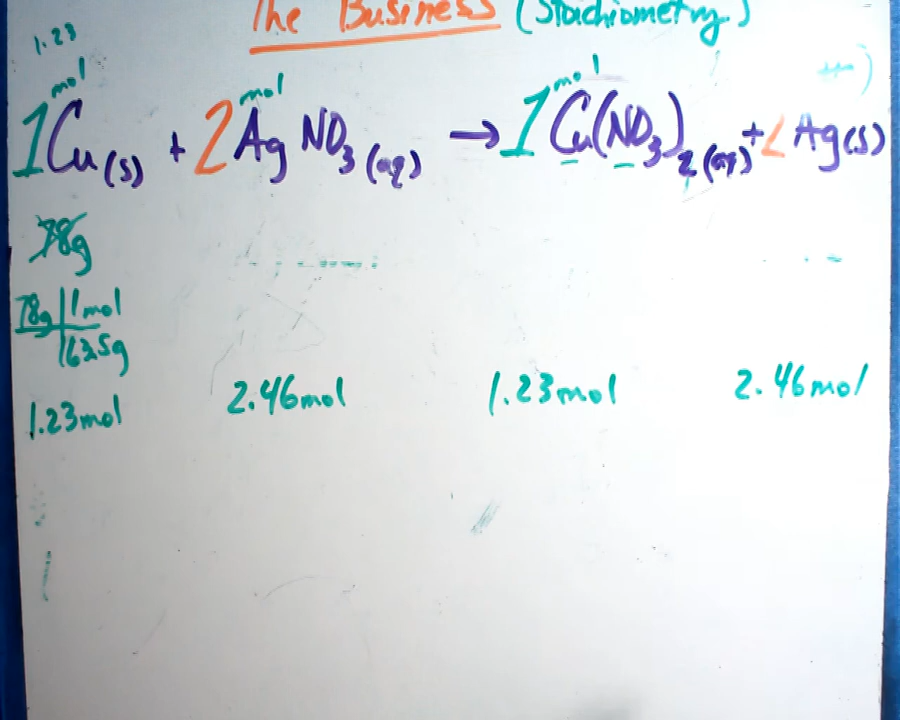 The Business (Stoichiometry)
1.23
mol mol mol
1Cu(s) + 2AgNO3(aq) → 1Cu(NO3)2(aq) + 2Ag(s)
78g
78g 1mol
63.5g
1.23mol 2.46mol 1.23mol 2.46mol